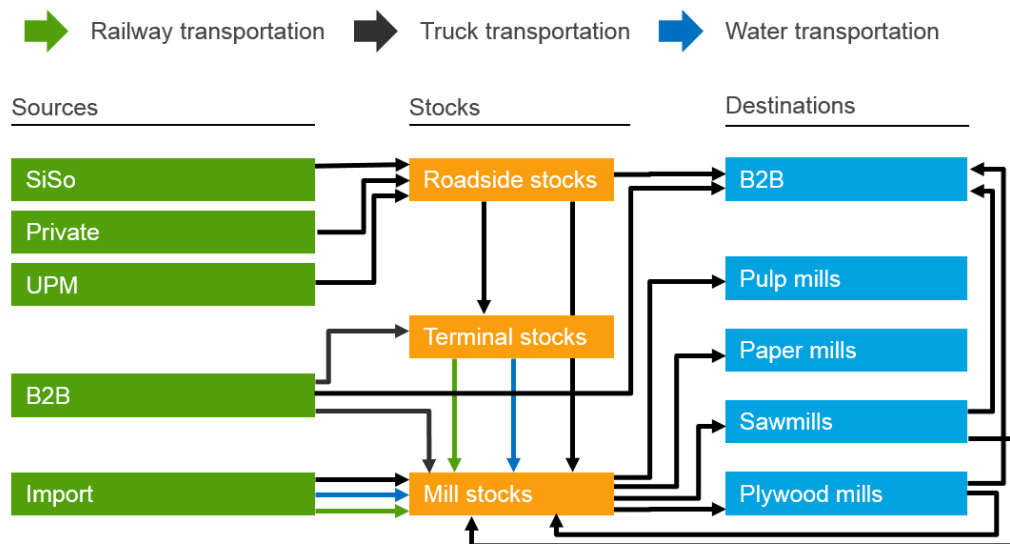 Railway transportation
Truck transportation
Water transportation
Sources
Stocks
Destinations
SiSo
Roadside stocks
B2B
Private
UPM
Pulp mills
Terminal stocks
Paper mills
B2B
Sawmills
Import
Mill stocks
Plywood mills